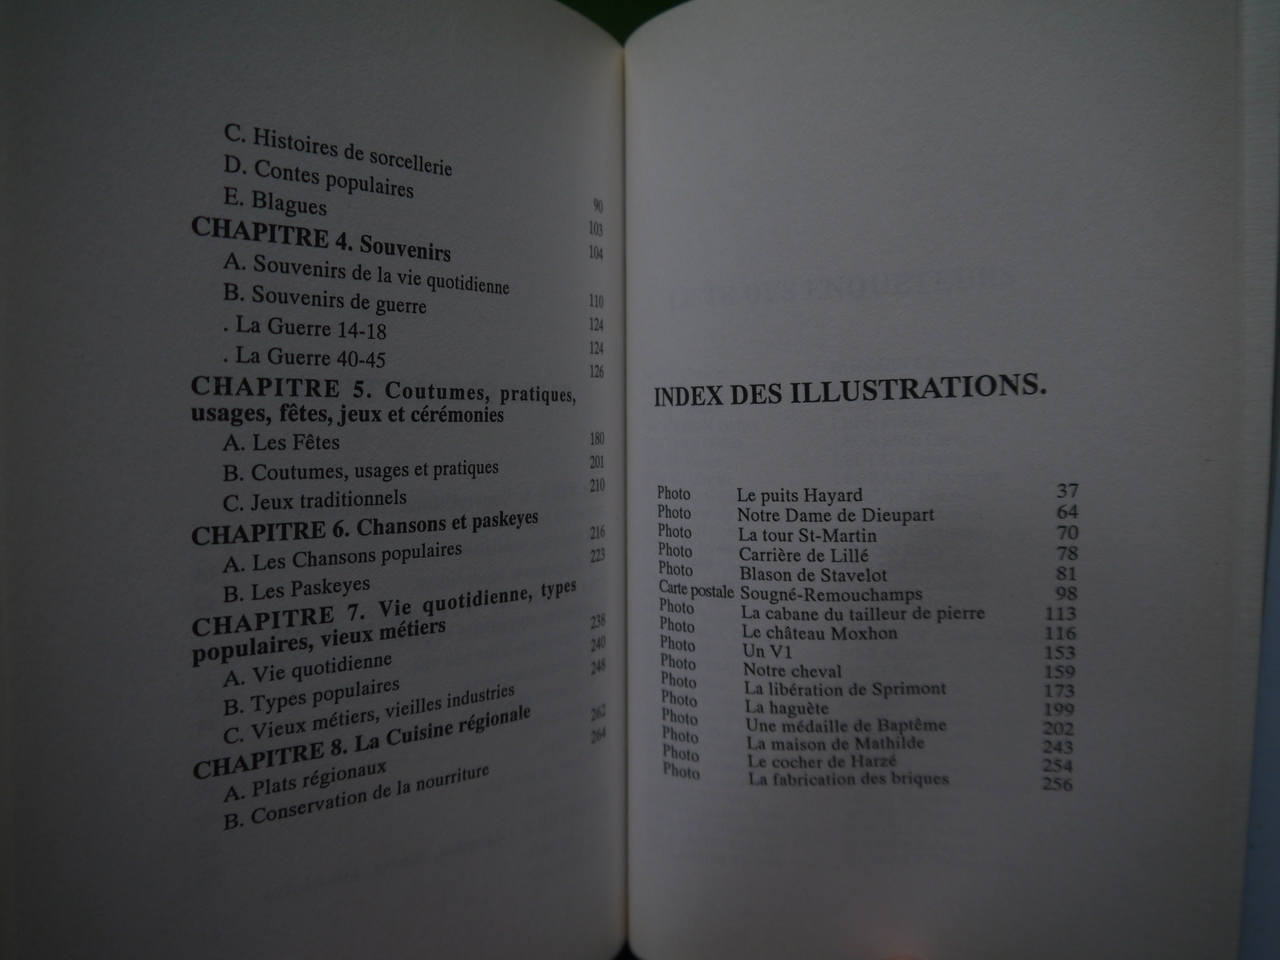 C. Histoires de sorcellerie 90
D. Contes populaires 103
E. Blagues 104
CHAPITRE 4. Souvenirs
A. Souvenirs de la vie quotidienne 110
B. Souvenirs de guerre 124
. La Guerre 14-18 124
. La Guerre 40-45 126
CHAPITRE 5. Coutumes, pratiques,
usages, fêtes, jeux et cérémonies
A. Les Fêtes 180
B. Coutumes, usages et pratiques 201
C. Jeux traditionnels 210
CHAPITRE 6. Chansons et paskeyes
A. Les Chansons populaires 216
B. Les Paskeyes 223
CHAPITRE 7. Vie quotidienne, types
populaires, vieux métiers
A. Vie quotidienne 238
B. Types populaires 240
C. Vieux métiers, vieilles industries 248
CHAPITRE 8. La Cuisine régionale
A. Plats régionaux 262
B. Conservation de la nourriture 264
INDEX DES ILLUSTRATIONS.
Photo Le puits Hayard 37
Photo Notre Dame de Dieupart 64
Photo La tour St-Martin 70
Photo Carrière de Lillé 78
Photo Blason de Stavelot 81
Carte postale Sougné-Remouchamps 98
Photo La cabane du tailleur de pierre 113
Photo Le château Moxhon 116
Photo Un V1 153
Photo Notre cheval 159
Photo La libération de Sprimont 173
Photo La haguète 199
Photo Une médaille de Baptême 202
Photo La maison de Mathilde 243
Photo Le cocher de Harzé 254
Photo La fabrication des briques 256